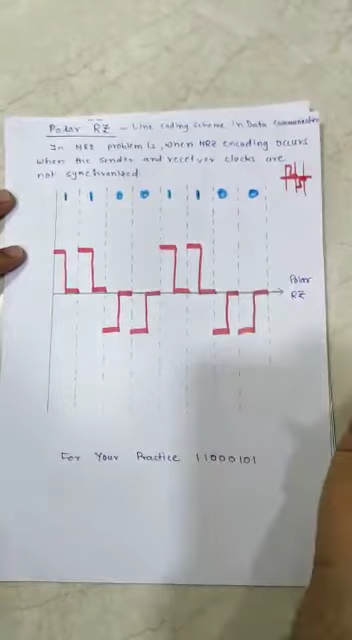 Polar RZ - Line coding scheme in Data Communication
In NRZ problem is, when NRZ encoding occurs
when the sender and receiver clocks are
not synchronized
1 1 0 0 1 1 0 0
Polar
RZ
For Your Practice 11000101